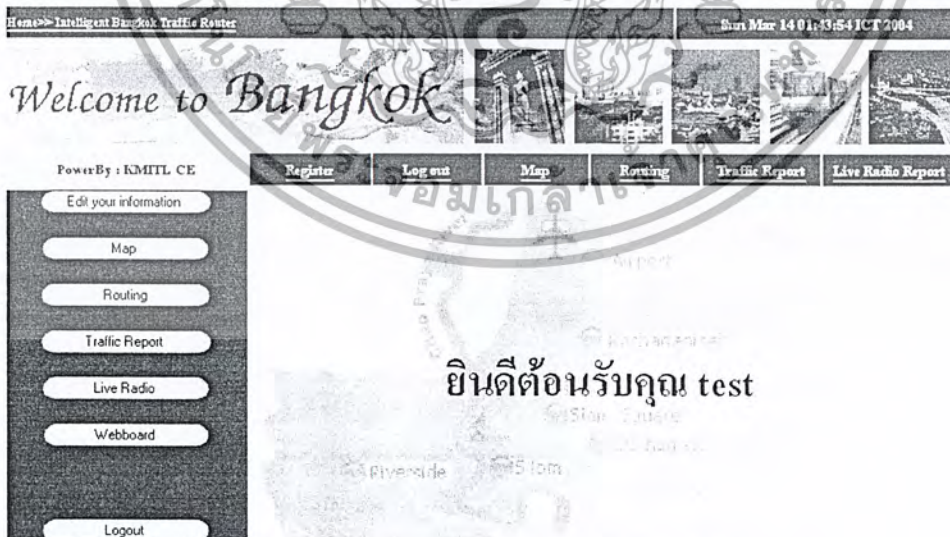 Home>> Intelligent Bangkok Traffic Router
Sun Mar 14 01:43:54 ICT 2004
Welcome to Bangkok
PowerBy : KMITL CE
Register
Log out
Map
Routing
Traffic Report
Live Radio Report
Edit your information
Map
Routing
Traffic Report
Live Radio
Webboard
Logout
Airport
ยินดีต้อนรับคุณ test
Riverside